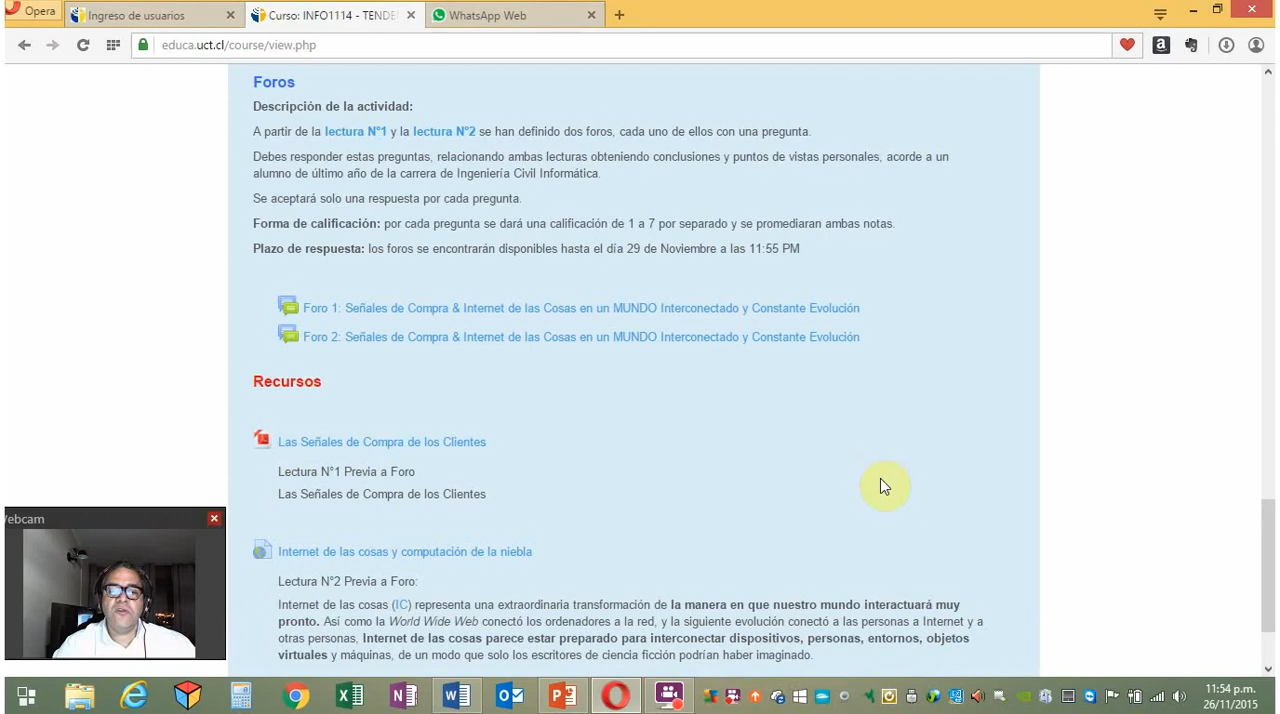 Opera
Ingreso de usuarios
Curso: INFO1114 - TENDE
WhatsApp Web
educa.uct.cl/course/view.php
Foros
Descripción de la actividad:
A partir de la lectura N°1 y la lectura N°2 se han definido dos foros, cada uno de ellos con una pregunta.
Debes responder estas preguntas, relacionando ambas lecturas obteniendo conclusiones y puntos de vistas personales, acorde a un
alumno de último año de la carrera de Ingeniería Civil Informática.
Se aceptará solo una respuesta por cada pregunta.
Forma de calificación: por cada pregunta se dará una calificación de 1 a 7 por separado y se promediaran ambas notas.
Plazo de respuesta: los foros se encontrarán disponibles hasta el día 29 de Noviembre a las 11:55 PM
Foro 1: Señales de Compra & Internet de las Cosas en un MUNDO Interconectado y Constante Evolución
Foro 2: Señales de Compra & Internet de las Cosas en un MUNDO Interconectado y Constante Evolución
Recursos
Las Señales de Compra de los Clientes
Lectura N°1 Previa a Foro
Las Señales de Compra de los Clientes
Internet de las cosas y computación de la niebla
Lectura N°2 Previa a Foro:
Internet de las cosas (IC) representa una extraordinaria transformación de la manera en que nuestro mundo interactuará muy
pronto. Así como la World Wide Web conectó los ordenadores a la red, y la siguiente evolución conectó a las personas a Internet y a
otras personas, Internet de las cosas parece estar preparado para interconectar dispositivos, personas, entornos, objetos
virtuales y máquinas, de un modo que solo los escritores de ciencia ficción podrían haber imaginado.
Webcam
11:54 p.m.
26/11/2015